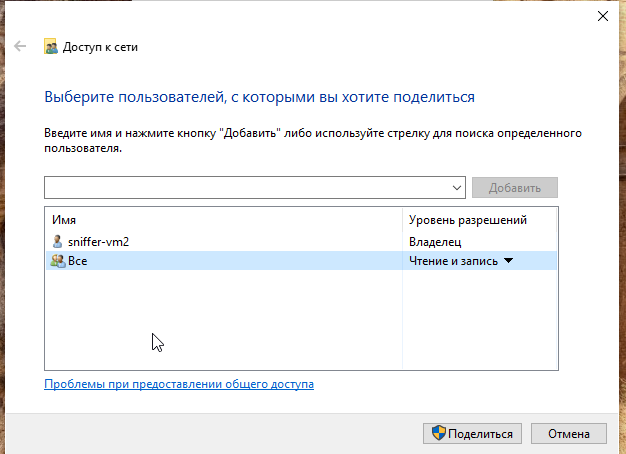 Доступ к сети
Выберите пользователей, с которыми вы хотите поделиться
Введите имя и нажмите кнопку "Добавить" либо используйте стрелку для поиска определенного
пользователя.
Добавить
Имя Уровень разрешений
sniffer-vm2 Владелец
Все Чтение и запись
Проблемы при предоставлении общего доступа
Поделиться Отмена